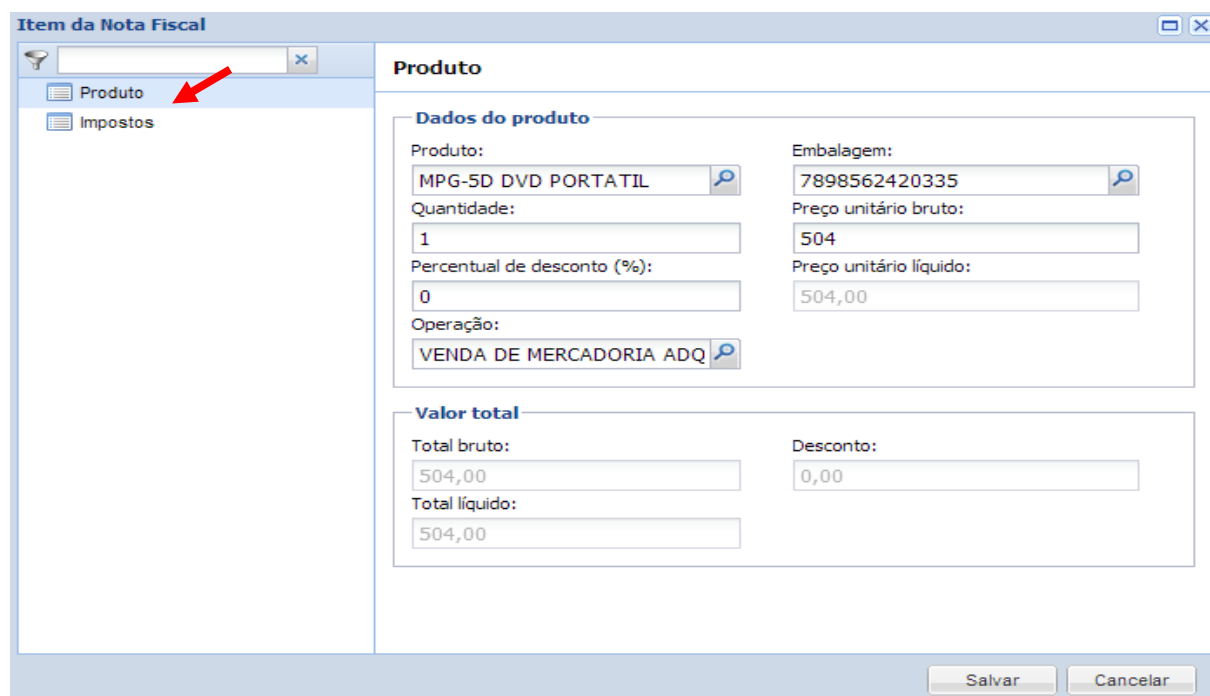 Item da Nota Fiscal
Produto
Impostos
Produto
Dados do produto
Produto: Embalagem:
MPG-5D DVD PORTATIL 7898562420335
Quantidade: Preço unitário bruto:
1 504
Percentual de desconto (%): Preço unitário líquido:
0 504,00
Operação:
VENDA DE MERCADORIA ADQ
Valor total
Total bruto: Desconto:
504,00 0,00
Total líquido:
504,00
Salvar Cancelar